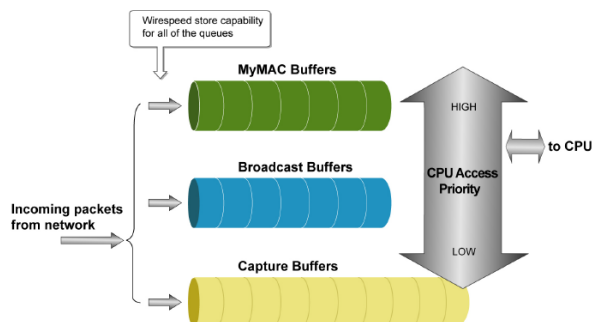 Wirespeed store capability
for all of the queues
MyMAC Buffers
HIGH
to CPU
Broadcast Buffers
CPU Access
Priority
Incoming packets
from network
LOW
Capture Buffers